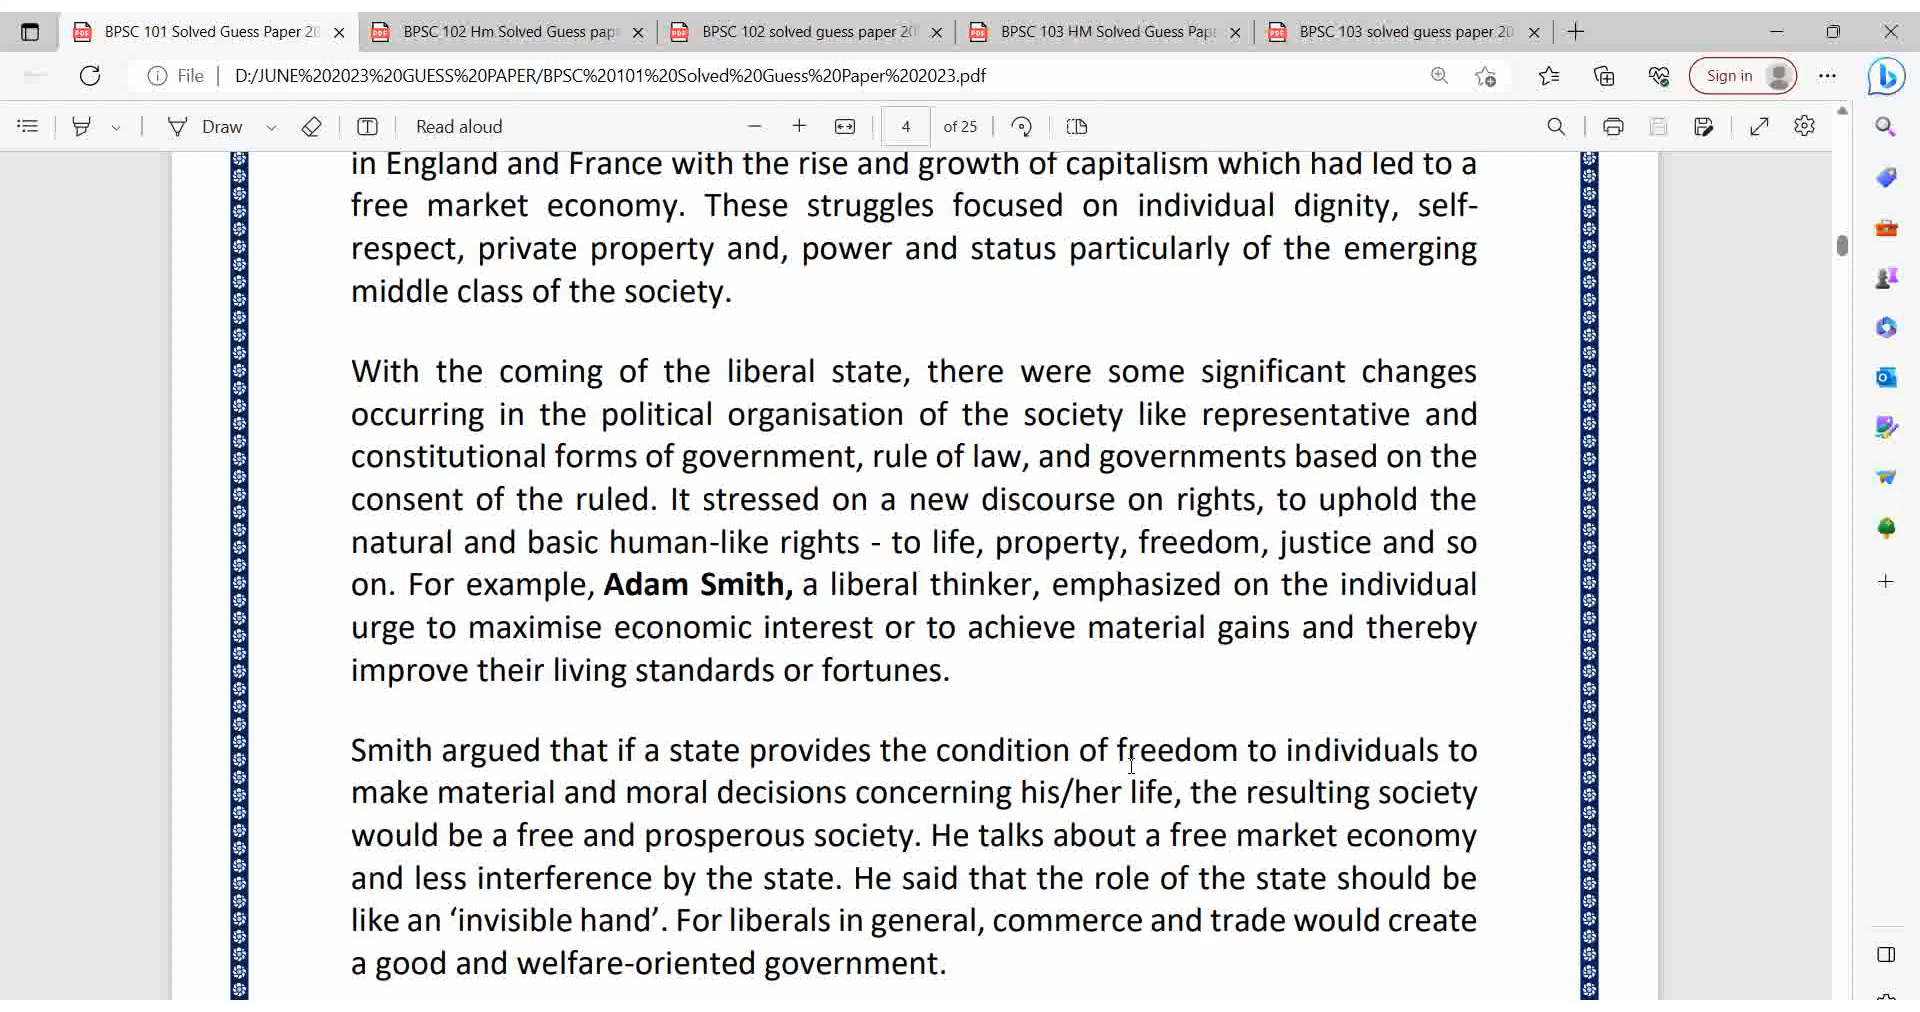 BPSC 101 Solved Guess Paper 20
BPSC 102 Hm Solved Guess pap
BPSC 102 solved guess paper 20
BPSC 103 HM Solved Guess Pap
BPSC 103 solved guess paper 20
File
D:/JUNE%202023%20GUESS%20PAPER/BPSC%20101%20Solved%20Guess%20Paper%202023.pdf
Sign in
Draw
Read aloud
4 of 25
in England and France with the rise and growth of capitalism which had led to a
free market economy. These struggles focused on individual dignity, self-
respect, private property and, power and status particularly of the emerging
middle class of the society.
With the coming of the liberal state, there were some significant changes
occurring in the political organisation of the society like representative and
constitutional forms of government, rule of law, and governments based on the
consent of the ruled. It stressed on a new discourse on rights, to uphold the
natural and basic human-like rights - to life, property, freedom, justice and so
on. For example, Adam Smith, a liberal thinker, emphasized on the individual
urge to maximise economic interest or to achieve material gains and thereby
improve their living standards or fortunes.
Smith argued that if a state provides the condition of freedom to individuals to
make material and moral decisions concerning his/her life, the resulting society
would be a free and prosperous society. He talks about a free market economy
and less interference by the state. He said that the role of the state should be
like an ‘invisible hand’. For liberals in general, commerce and trade would create
a good and welfare-oriented government.